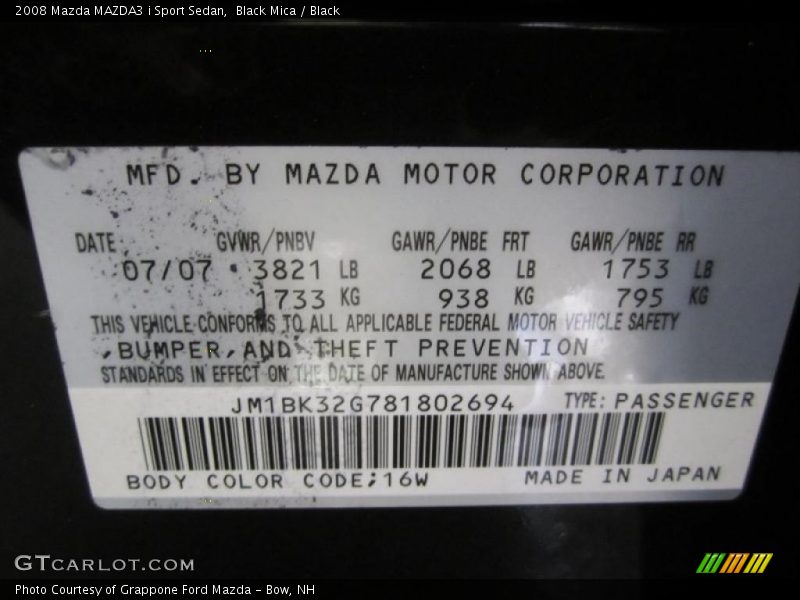 2008 Mazda MAZDA3 i Sport Sedan,  Black Mica / Black
MFD. BY MAZDA MOTOR CORPORATION
DATE GVWR/PNBV GAWR/PNBE FRT GAWR/PNBE RR
07/07 3821 LB 2068 LB 1753 LB
1733 KG 938 KG 795 KG
THIS VEHICLE CONFORMS TO ALL APPLICABLE FEDERAL MOTOR VEHICLE SAFETY
,BUMPER,AND THEFT PREVENTION
STANDARDS IN EFFECT ON THE DATE OF MANUFACTURE SHOWN ABOVE.
JM1BK32G781802694 TYPE: PASSENGER
BODY COLOR CODE;16W MADE IN JAPAN
GTCARLOT.COM
Photo Courtesy of Grappone Ford Mazda - Bow, NH